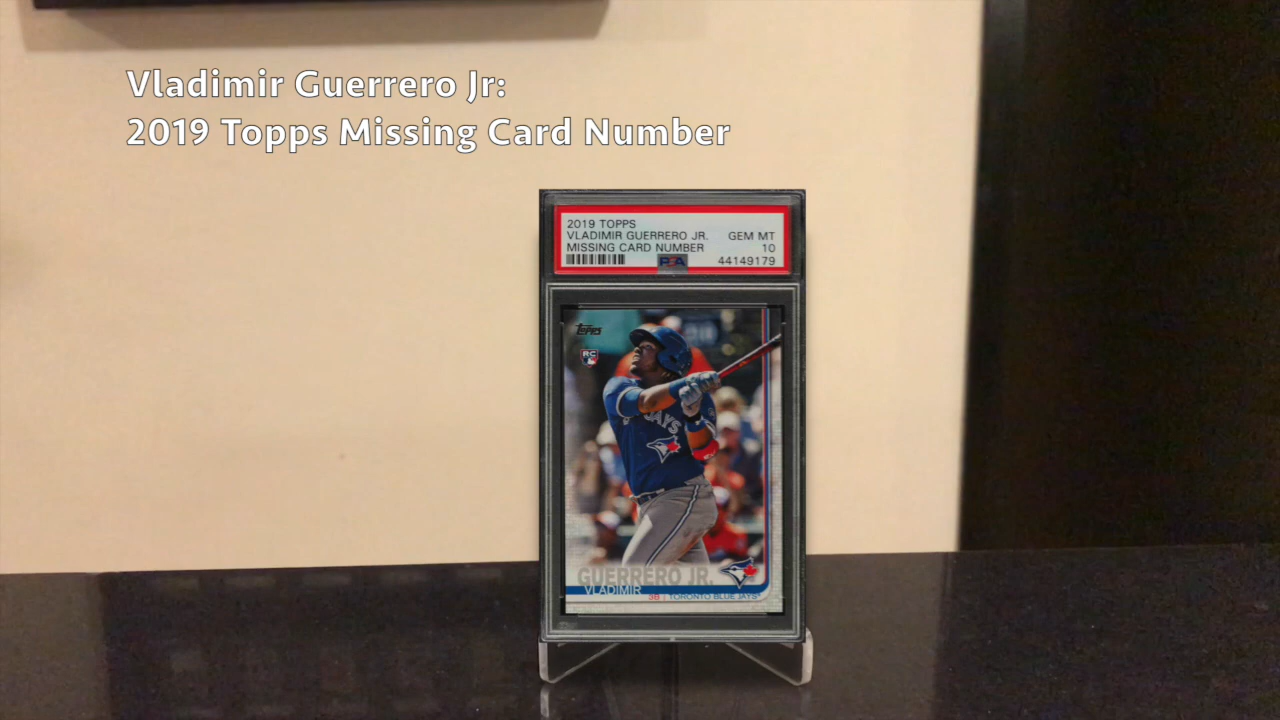 Vladimir Guerrero Jr:
2019 Topps Missing Card Number
2019 TOPPS
VLADIMIR GUERRERO JR. GEM MT
MISSING CARD NUMBER 10
PSA 44149179
Topps
RC
JAYS
GUERRERO JR.
VLADIMIR
3B : TORONTO BLUE JAYS